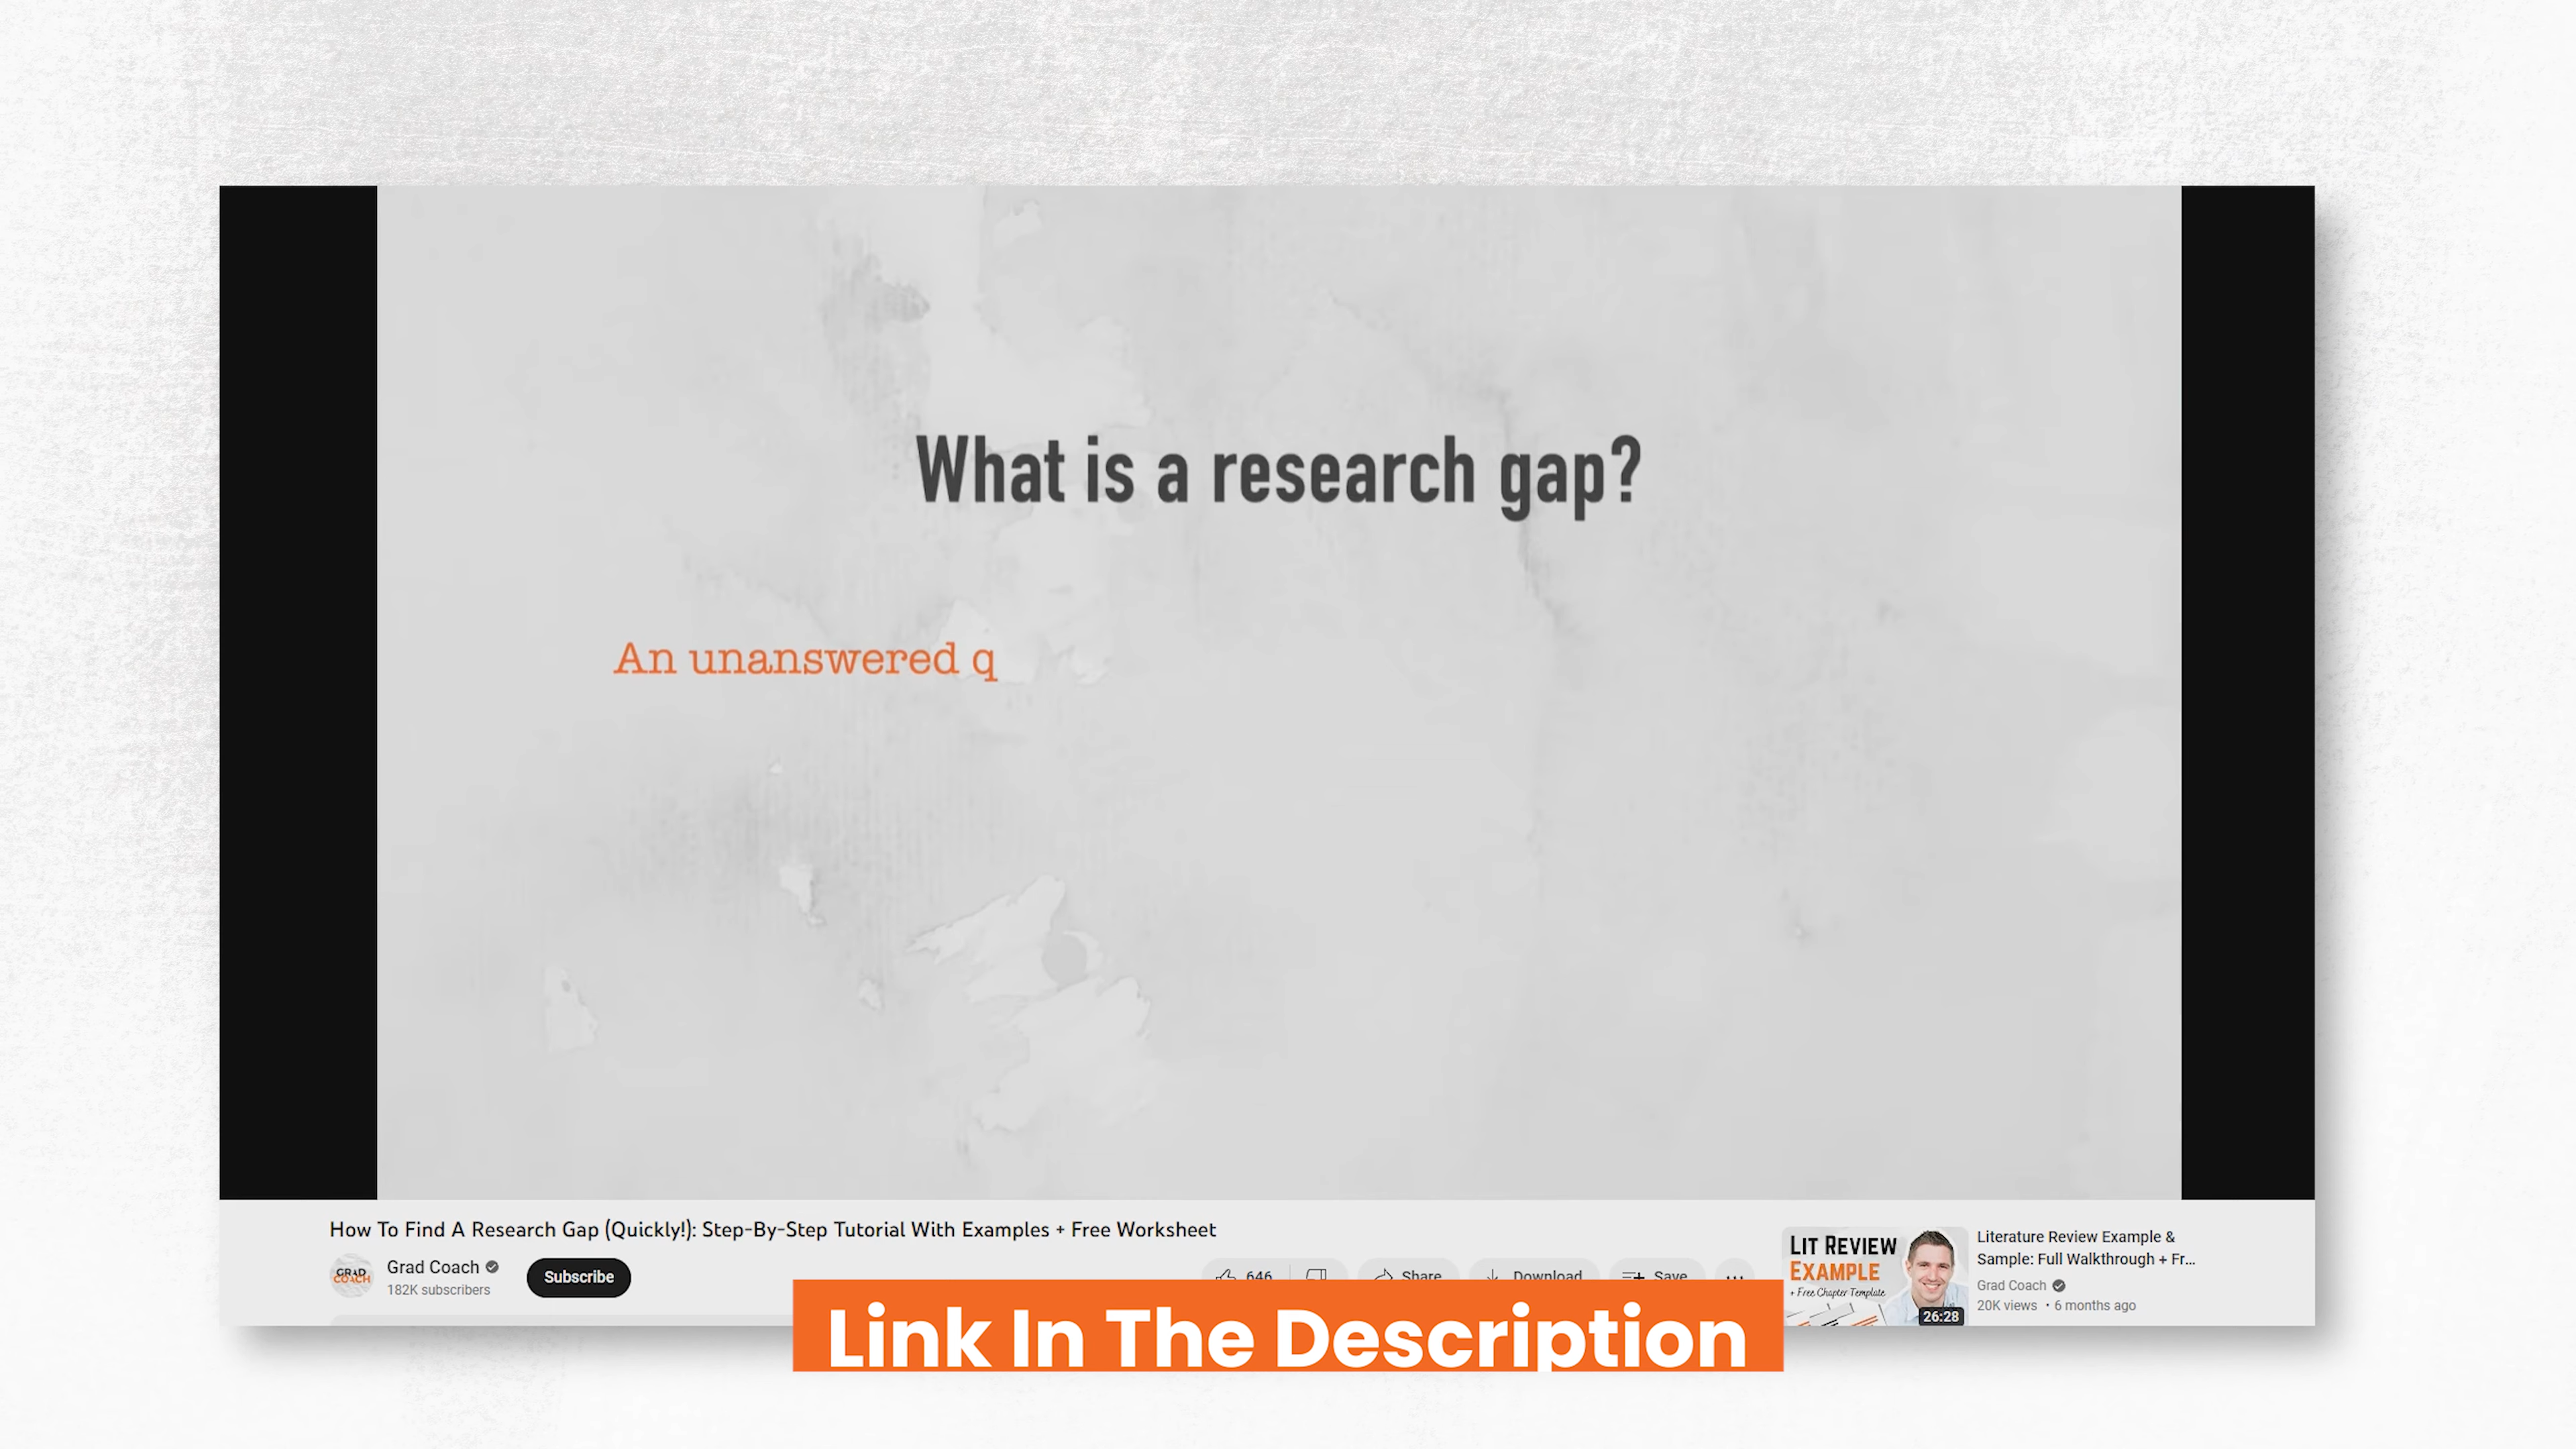 What is a research gap?
An unanswered q
How To Find A Research Gap (Quickly!): Step-By-Step Tutorial With Examples + Free Worksheet
GRAD
COACH
Grad Coach
182K subscribers
Subscribe
646
Share
Download
Save
Link In The Description
LIT REVIEW
EXAMPLE
+ Free Chapter Template
26:28
Literature Review Example &
Sample: Full Walkthrough + Fr...
Grad Coach
20K views • 6 months ago